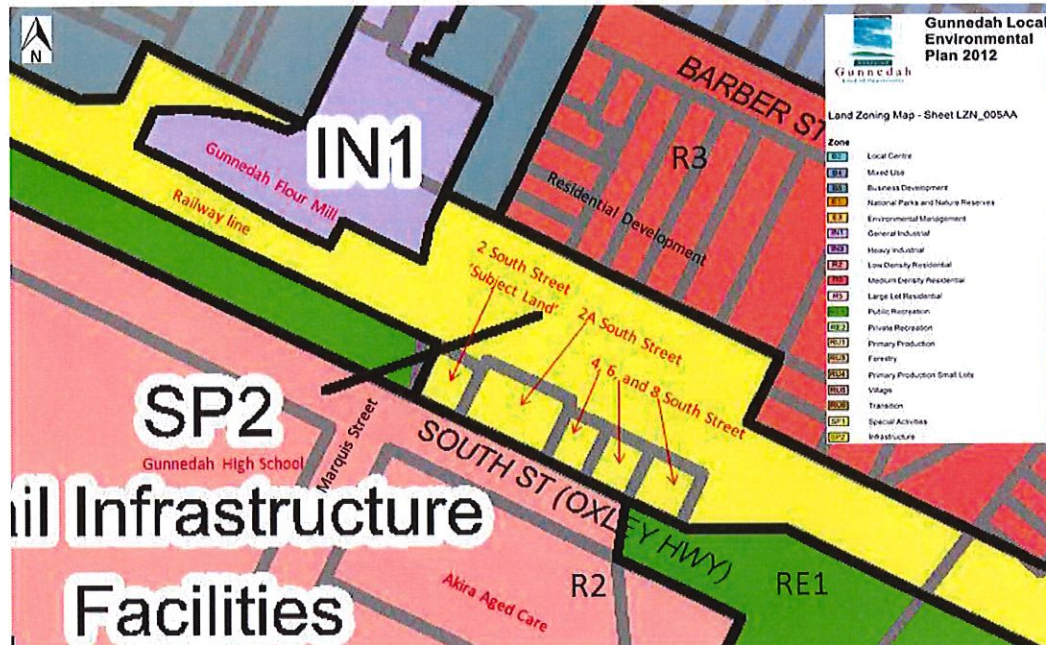 N
Gunnedah Local
Environmental
Plan 2012
Gunnedah
Land Zoning Map - Sheet LZN_005AA
Zone
B2 Local Centre
B4 Mixed Use
B5 Business Development
E1 National Parks and Nature Reserves
E3 Environmental Management
IN1 General Industrial
IN3 Heavy Industrial
R2 Low Density Residential
R3 Medium Density Residential
R5 Large Lot Residential
RE1 Public Recreation
RE2 Private Recreation
RU1 Primary Production
RU3 Forestry
RU4 Primary Production Small Lots
RU5 Village
RU6 Transition
SP1 Special Activities
SP2 Infrastructure
BARBER ST
R3
Residential Development
IN1
Gunnedah Flour Mill
Railway line
2 South Street
'Subject Land'
2A South Street
4, 6, and 8 South Street
SP2
Gunnedah High School
Marquis Street
SOUTH ST (OXLEY HWY)
il Infrastructure
Facilities
Akira Aged Care
R2
RE1